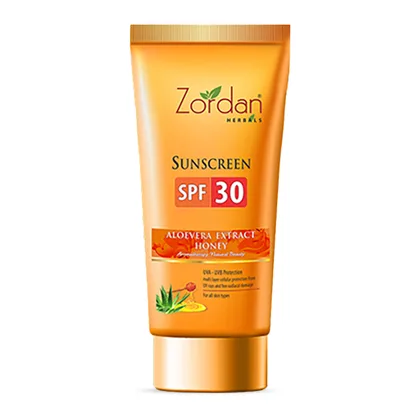 Zordan®
HERBALS
SUNSCREEN
SPF 30
ALOEVERA EXTRACT
HONEY
UVA - UVB Protection
For all skin types